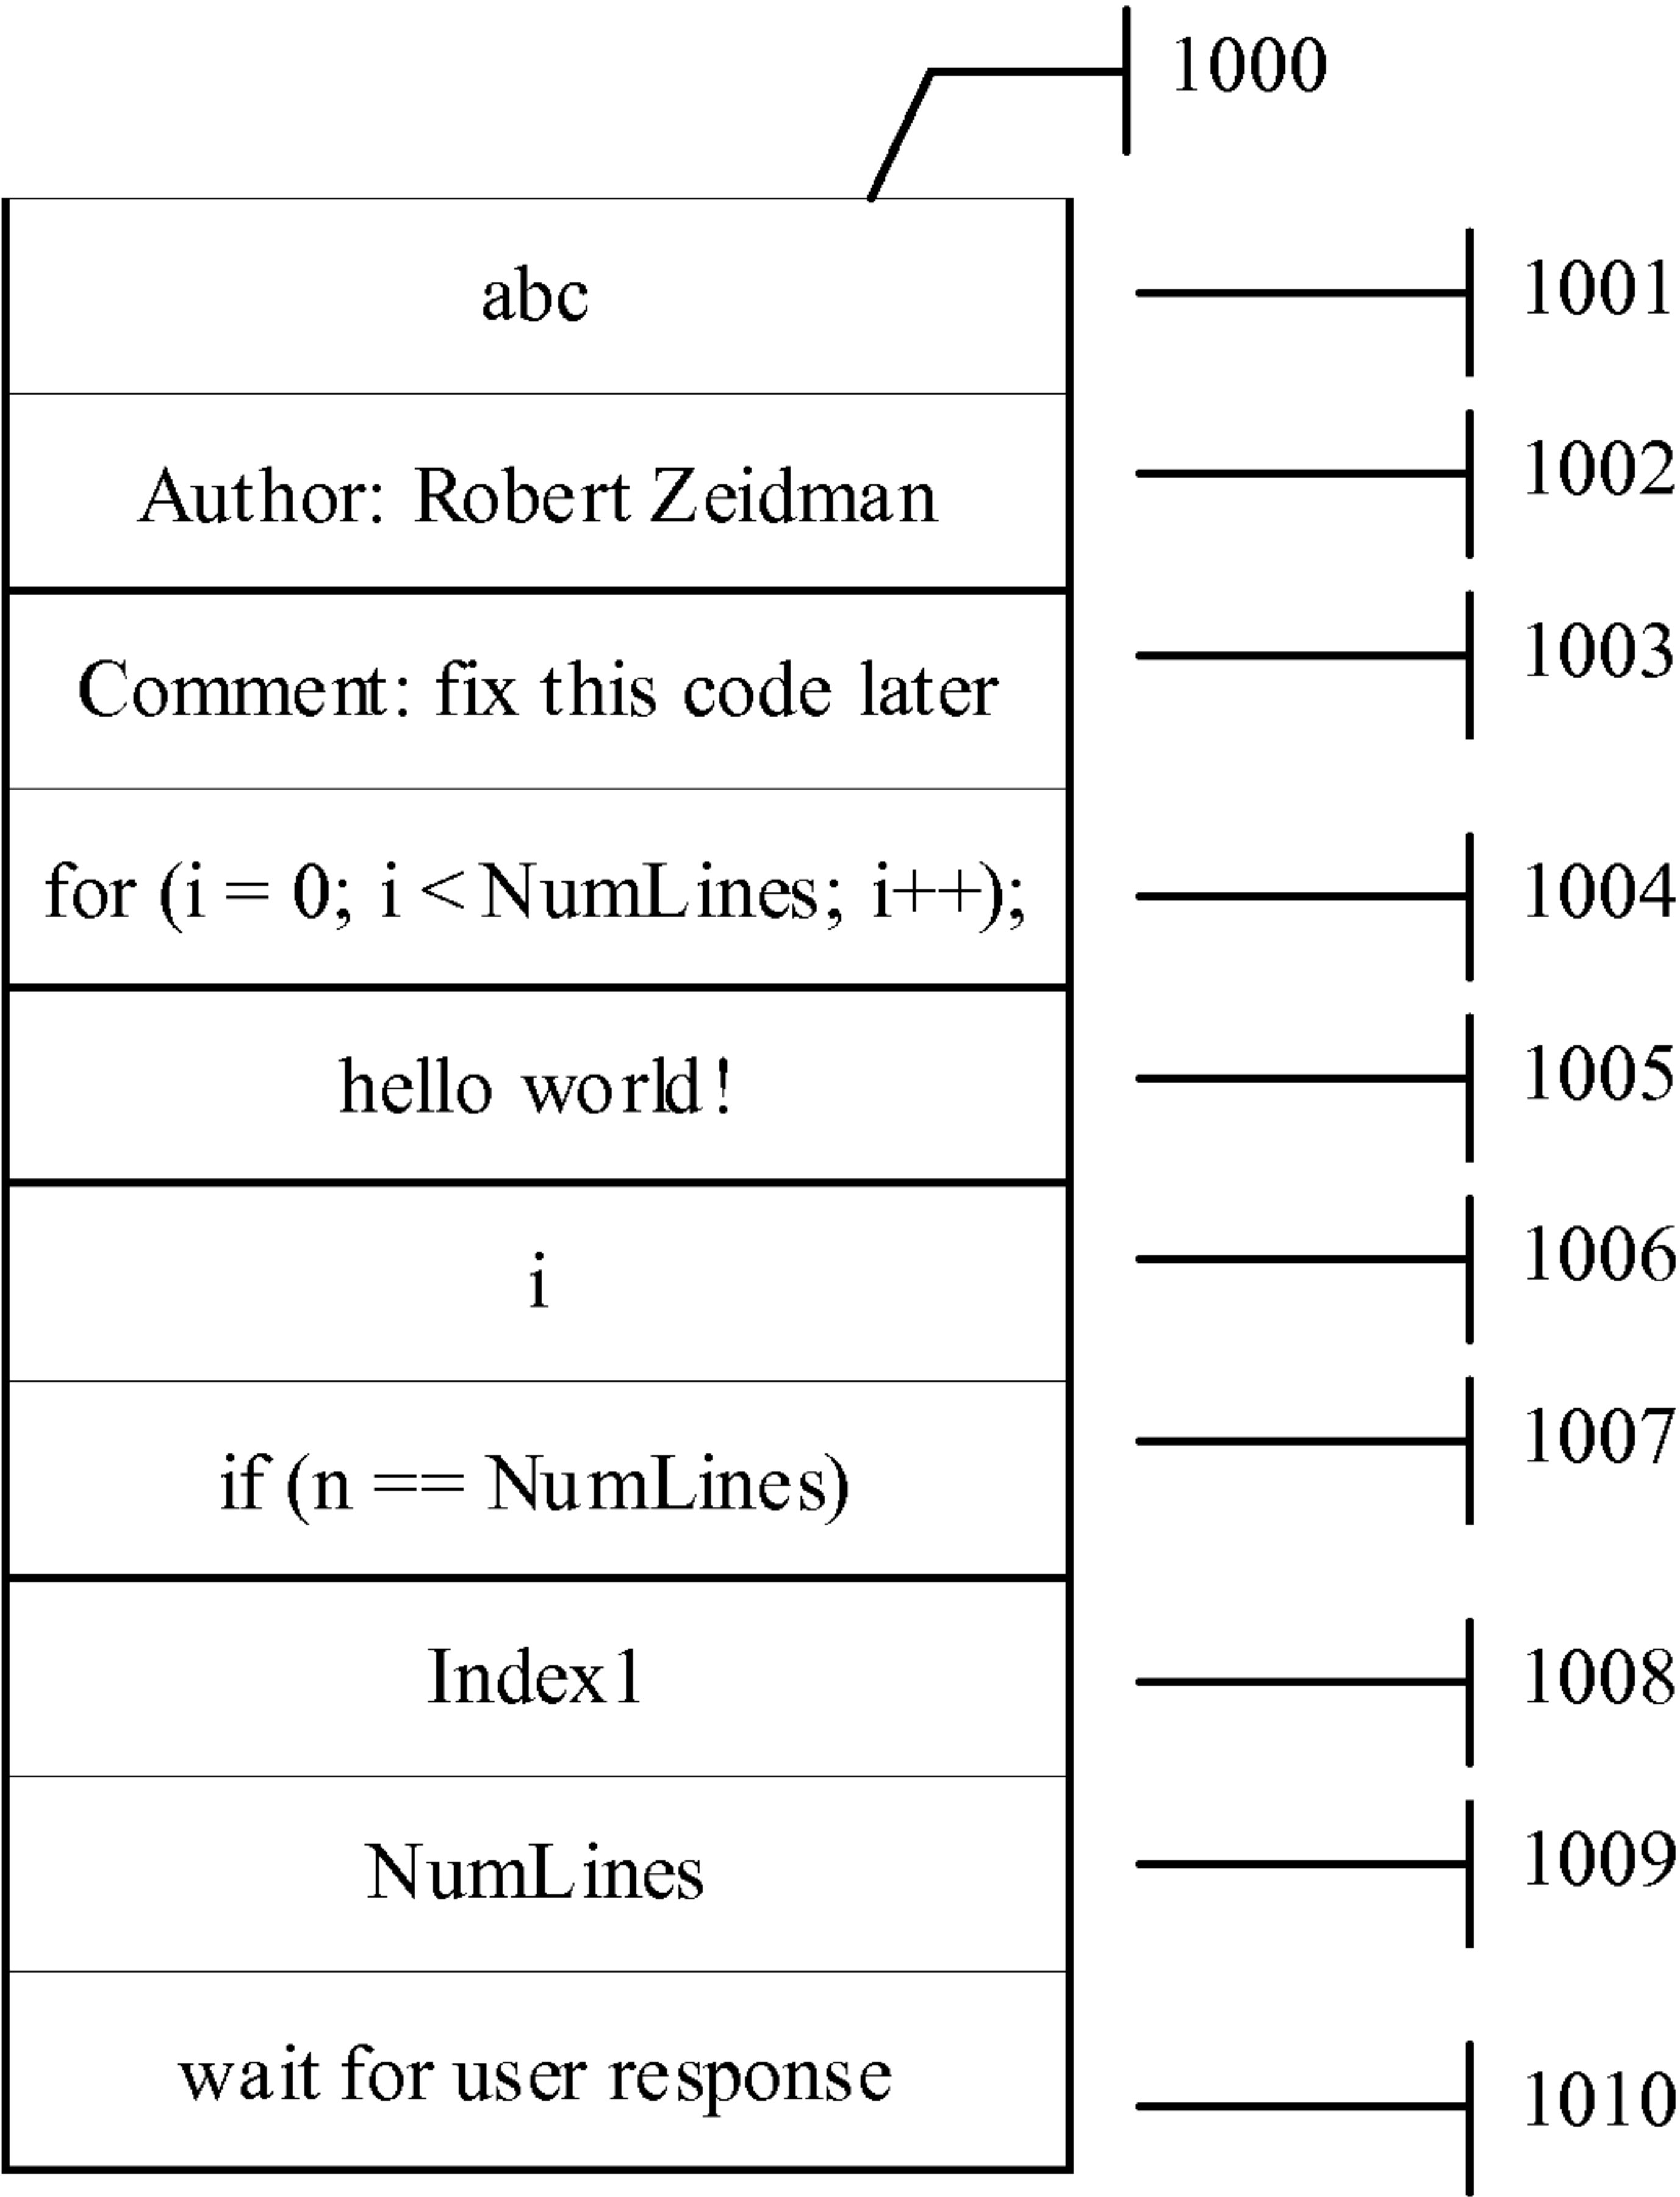 1000
abc
1001
Author: Robert Zeidman
1002
Comment: fix this code later
1003
for (i = 0; i < NumLines; i++);
1004
hello world!
1005
i
1006
if (n == NumLines)
1007
Index1
1008
NumLines
1009
wait for user response
1010